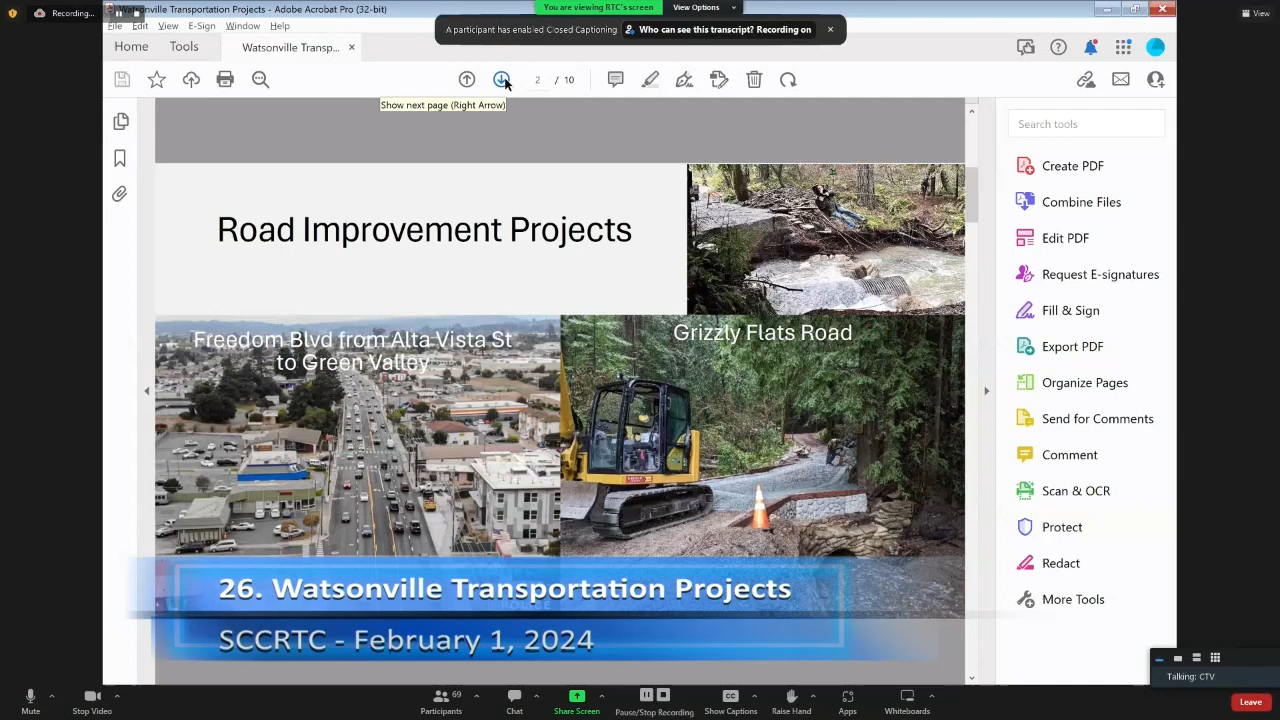 Recording...
You are viewing RTC's screen
View Options
View
Watsonville Transportation Projects - Adobe Acrobat Pro (32-bit)
File Edit View E-Sign Window Help
A participant has enabled Closed Captioning
Who can see this transcript? Recording on
Home
Tools
Watsonville Transp...
2 / 10
Show next page (Right Arrow)
Search tools
Create PDF
Combine Files
Edit PDF
Request E-signatures
Fill & Sign
Export PDF
Organize Pages
Send for Comments
Comment
Scan & OCR
Protect
Redact
More Tools
Road Improvement Projects
Freedom Blvd from Alta Vista St
to Green Valley
Grizzly Flats Road
26. Watsonville Transportation Projects
SCCRTC - February 1, 2024
Talking: CTV
Mute
Stop Video
Participants
69
Chat
Share Screen
Pause/Stop Recording
CC
Show Captions
Raise Hand
Apps
Whiteboards
Leave